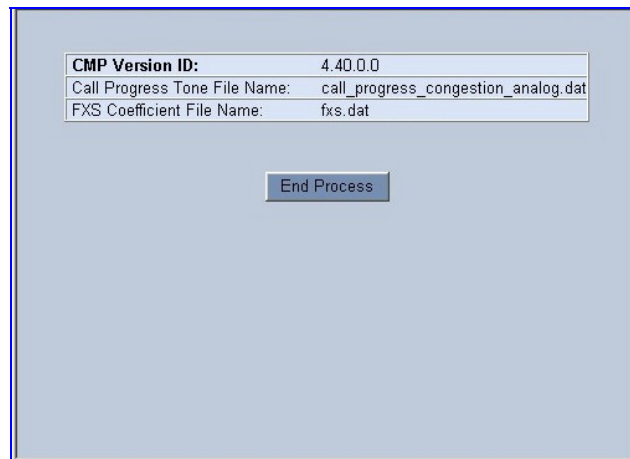 CMP Version ID: 4.40.0.0
Call Progress Tone File Name: call_progress_congestion_analog.dat
FXS Coefficient File Name: fxs.dat
End Process